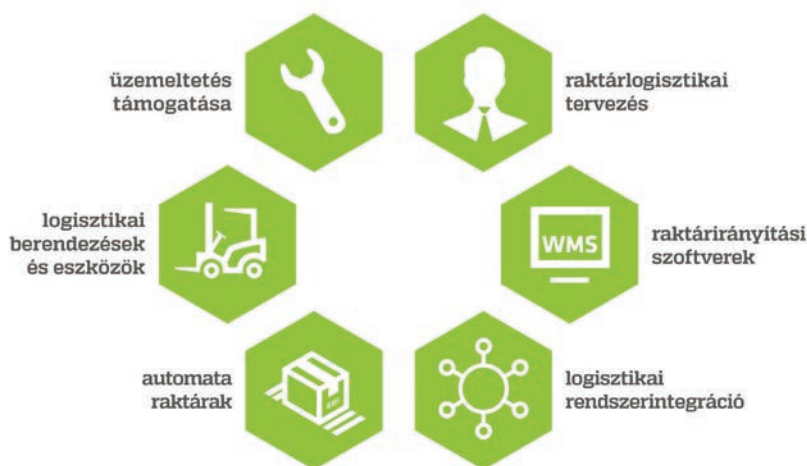 üzemeltetés
támogatása
raktárlogisztikai
tervezés
logisztikai
berendezések
és eszközök
WMS
raktárirányítási
szoftverek
automata
raktárak
logisztikai
rendszerintegráció